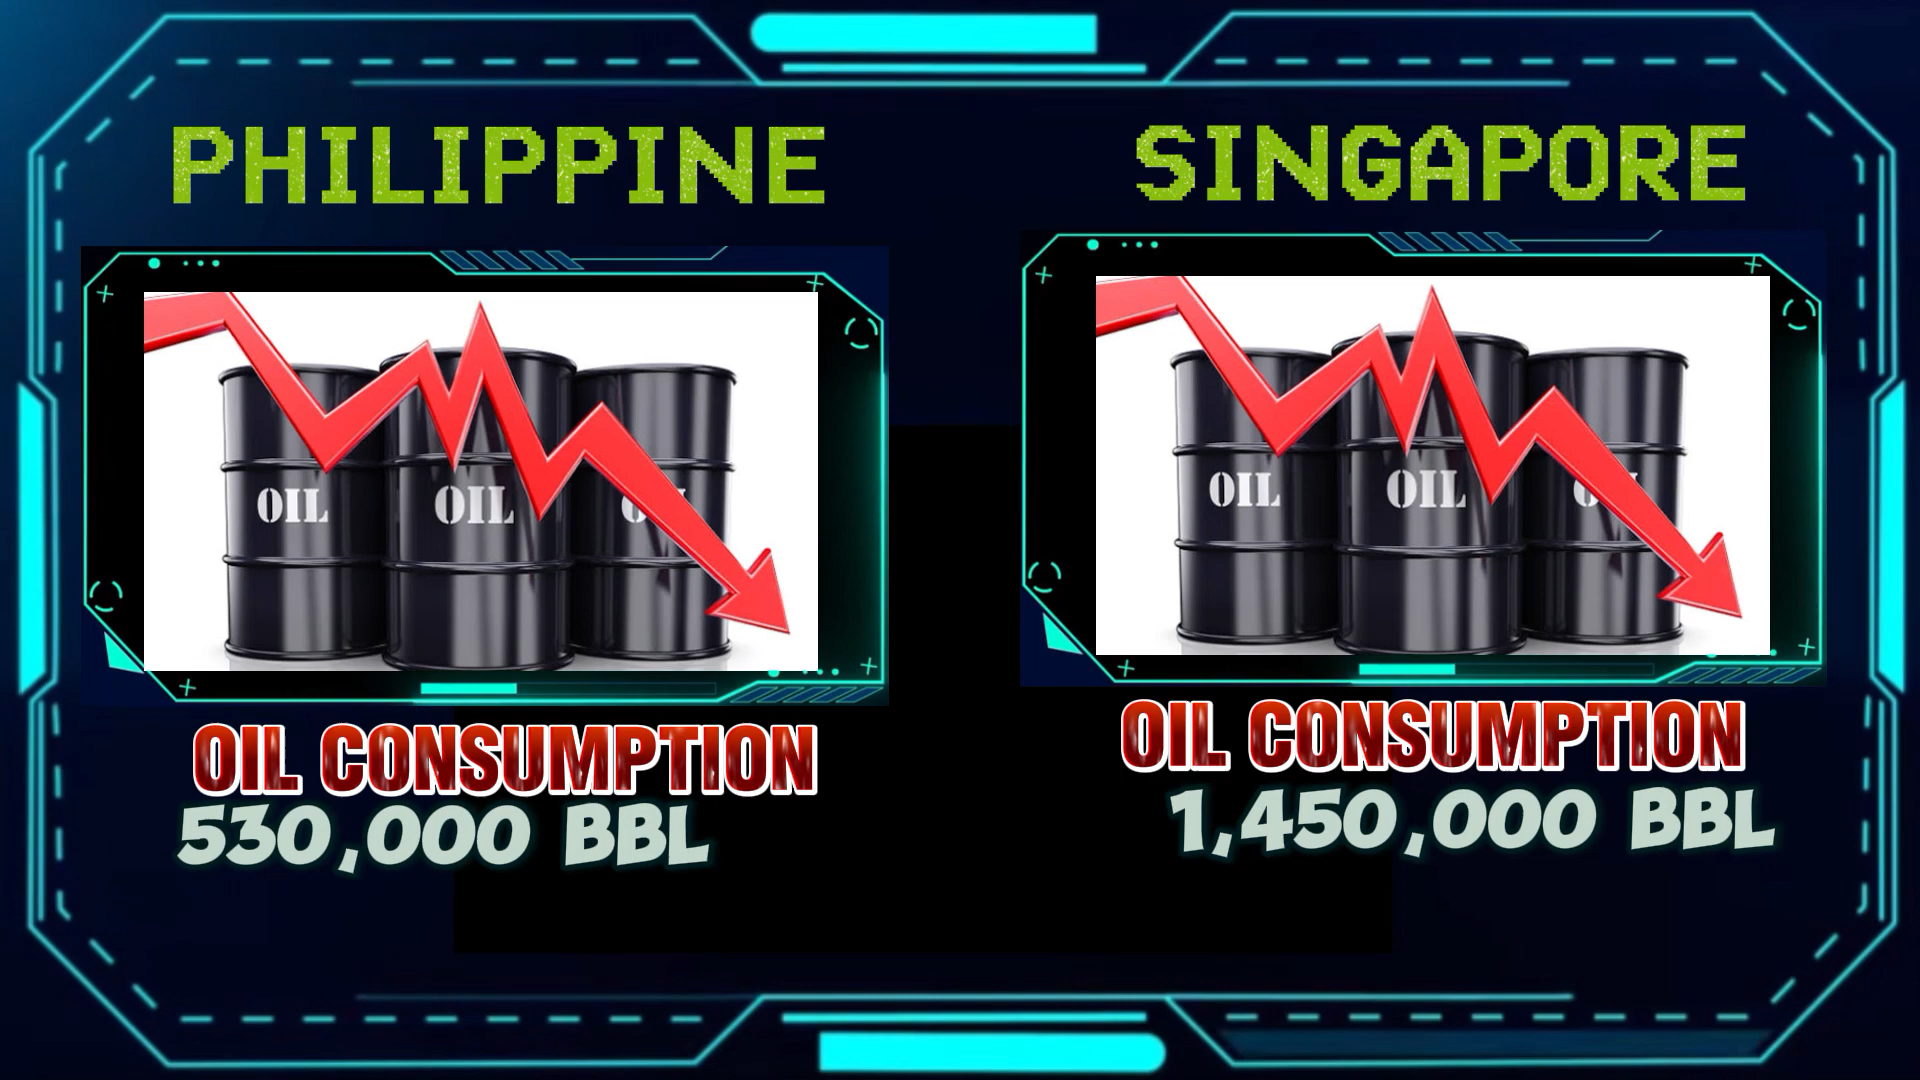 PHILIPPINE
OIL
OIL
OIL CONSUMPTION
530,000 BBL
SINGAPORE
OIL
OIL
OIL CONSUMPTION
1,450,000 BBL